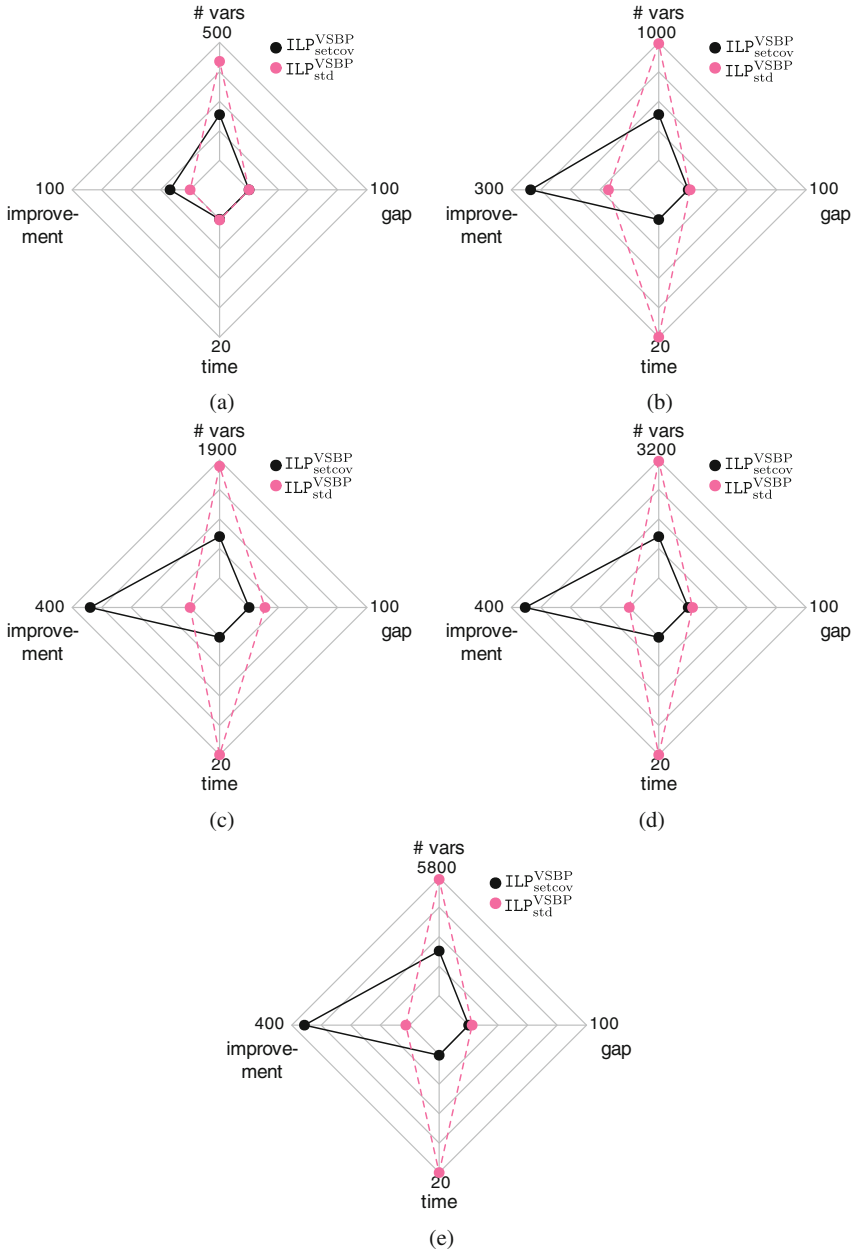 # vars
500
ILP^VSBP_setcov
ILP^VSBP_std
100
improve-
ment
100
gap
20
time
(a)
# vars
1000
ILP^VSBP_setcov
ILP^VSBP_std
300
improve-
ment
100
gap
20
time
(b)
# vars
1900
ILP^VSBP_setcov
ILP^VSBP_std
400
improve-
ment
100
gap
20
time
(c)
# vars
3200
ILP^VSBP_setcov
ILP^VSBP_std
400
improve-
ment
100
gap
20
time
(d)
# vars
5800
ILP^VSBP_setcov
ILP^VSBP_std
400
improve-
ment
100
gap
20
time
(e)